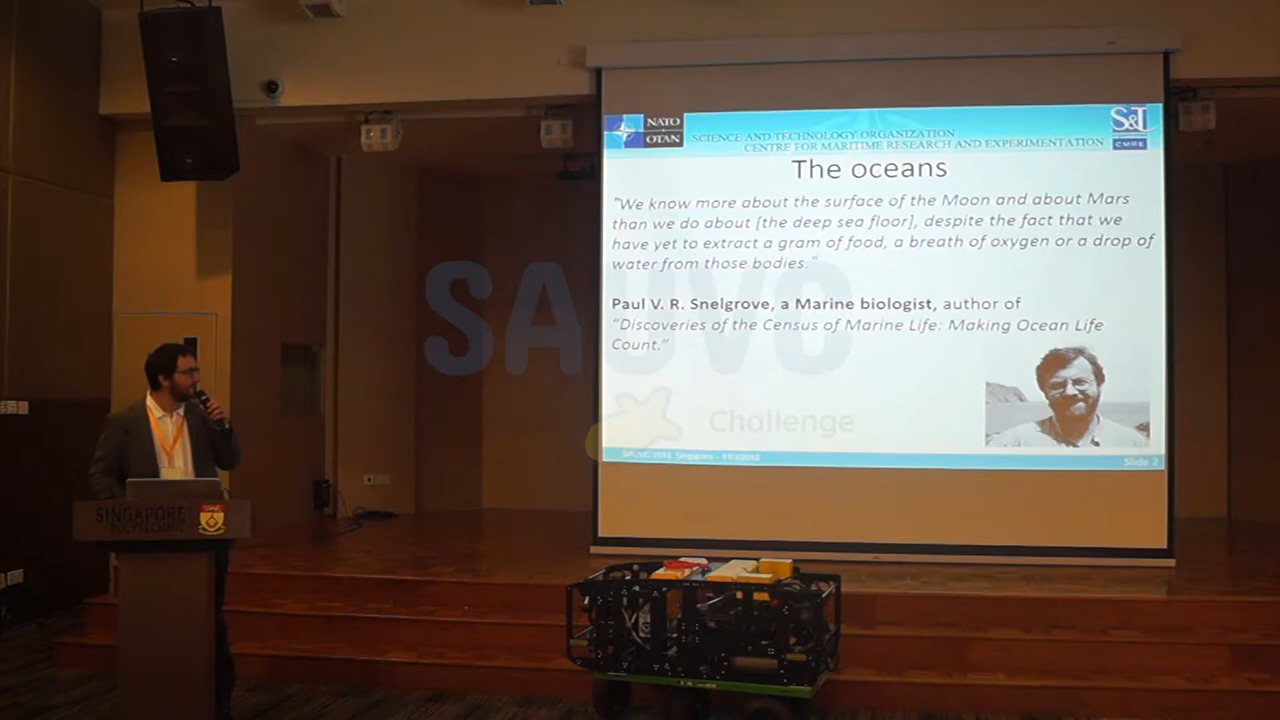 NATO
OTAN
SCIENCE AND TECHNOLOGY ORGANIZATION
CENTRE FOR MARITIME RESEARCH AND EXPERIMENTATION
S&T
CMRE
The oceans
"We know more about the surface of the Moon and about Mars
than we do about [the deep sea floor], despite the fact that we
have yet to extract a gram of food, a breath of oxygen or a drop of
water from those bodies."
Paul V. R. Snelgrove, a Marine biologist, author of
"Discoveries of the Census of Marine Life: Making Ocean Life
Count."
SAUVC
Challenge
Singapore
Slide 2
SINGAPORE
POLYTECHNIC